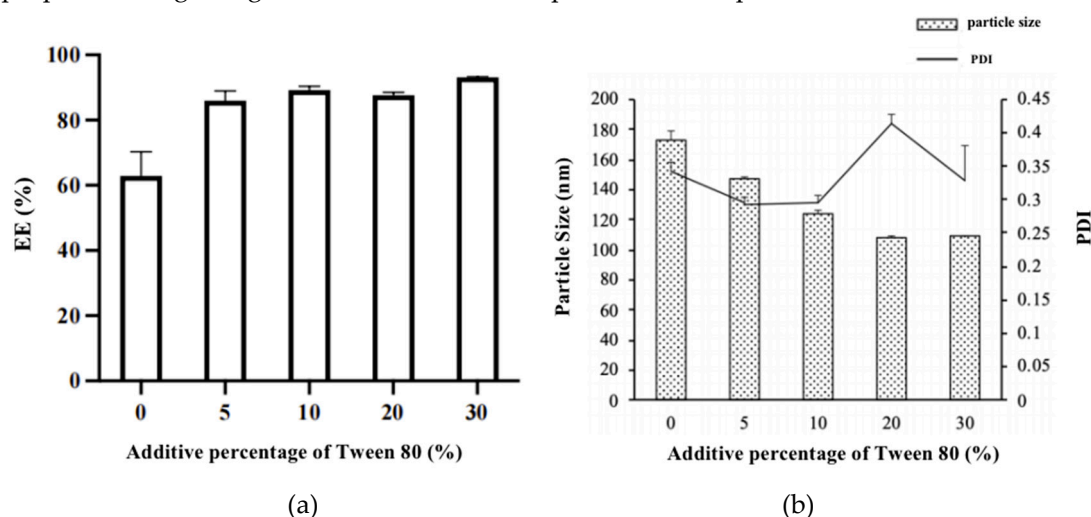 100
80
60
40
20
0
EE (%)
0 5 10 20 30
Additive percentage of Tween 80 (%)
(a)
particle size
PDI
200
180
160
140
120
100
80
60
40
20
0
Particle Size (nm)
0.45
0.4
0.35
0.3
0.25
0.2
0.15
0.1
0.05
0
PDI
0 5 10 20 30
Additive percentage of Tween 80 (%)
(b)